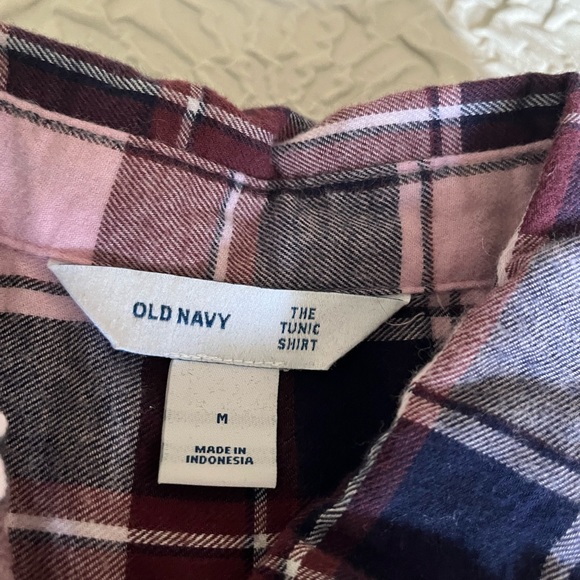 OLD NAVY
THE
TUNIC
SHIRT
M
MADE IN
INDONESIA